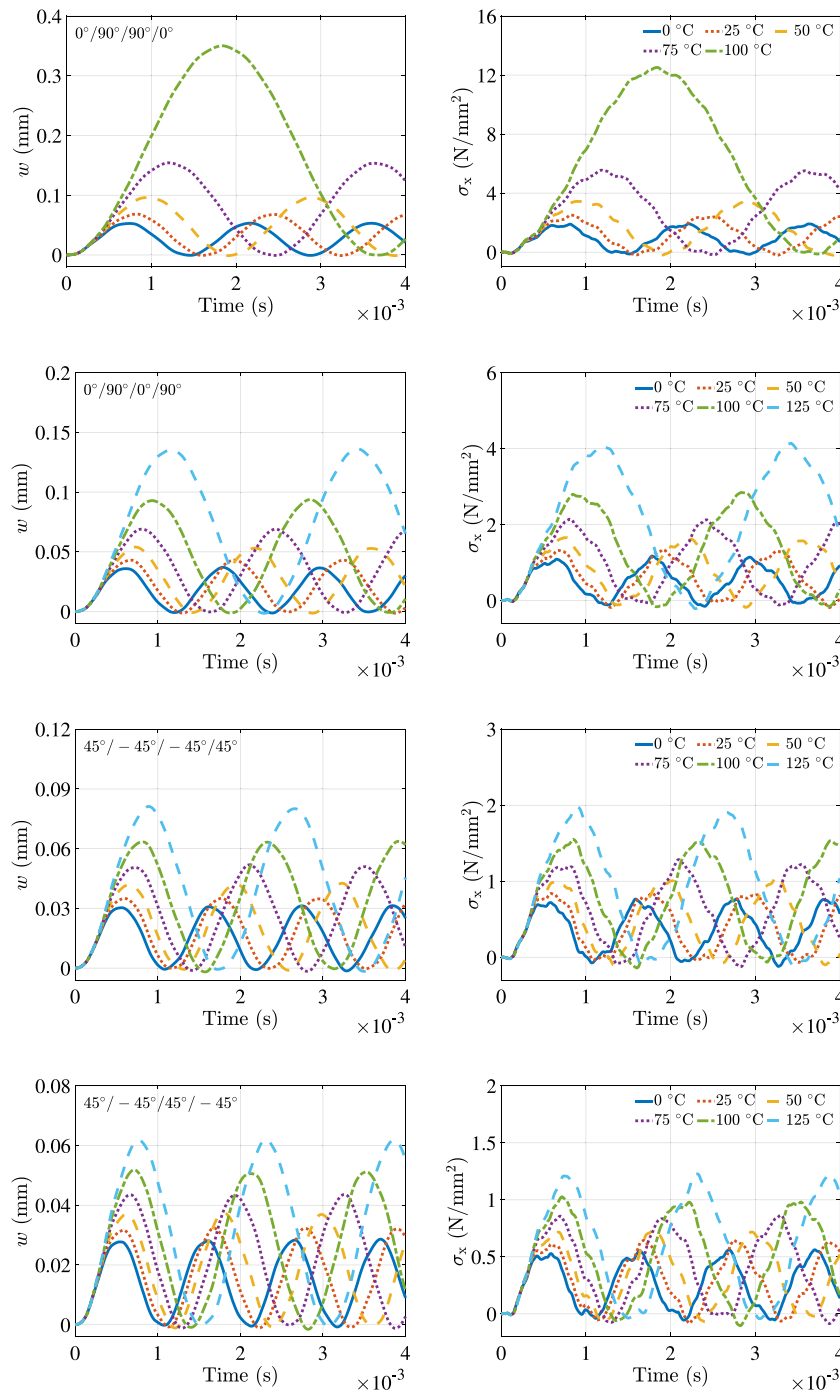 0°/90°/90°/0°
w (mm)
0.4
0.3
0.2
0.1
0
0 1 2 3 4
Time (s)
×10⁻³
0 °C 25 °C 50 °C
75 °C 100 °C
σₓ (N/mm²)
16
12
8
4
0
0 1 2 3 4
Time (s)
×10⁻³
0°/90°/0°/90°
w (mm)
0.2
0.15
0.1
0.05
0
0 1 2 3 4
Time (s)
×10⁻³
0 °C 25 °C 50 °C
75 °C 100 °C 125 °C
σₓ (N/mm²)
6
4
2
0
0 1 2 3 4
Time (s)
×10⁻³
45°/ − 45°/ − 45°/45°
w (mm)
0.12
0.09
0.06
0.03
0
0 1 2 3 4
Time (s)
×10⁻³
0 °C 25 °C 50 °C
75 °C 100 °C 125 °C
σₓ (N/mm²)
3
2
1
0
0 1 2 3 4
Time (s)
×10⁻³
45°/ − 45°/45°/ − 45°
w (mm)
0.08
0.06
0.04
0.02
0
0 1 2 3 4
Time (s)
×10⁻³
0 °C 25 °C 50 °C
75 °C 100 °C 125 °C
σₓ (N/mm²)
2
1.5
1
0.5
0
0 1 2 3 4
Time (s)
×10⁻³